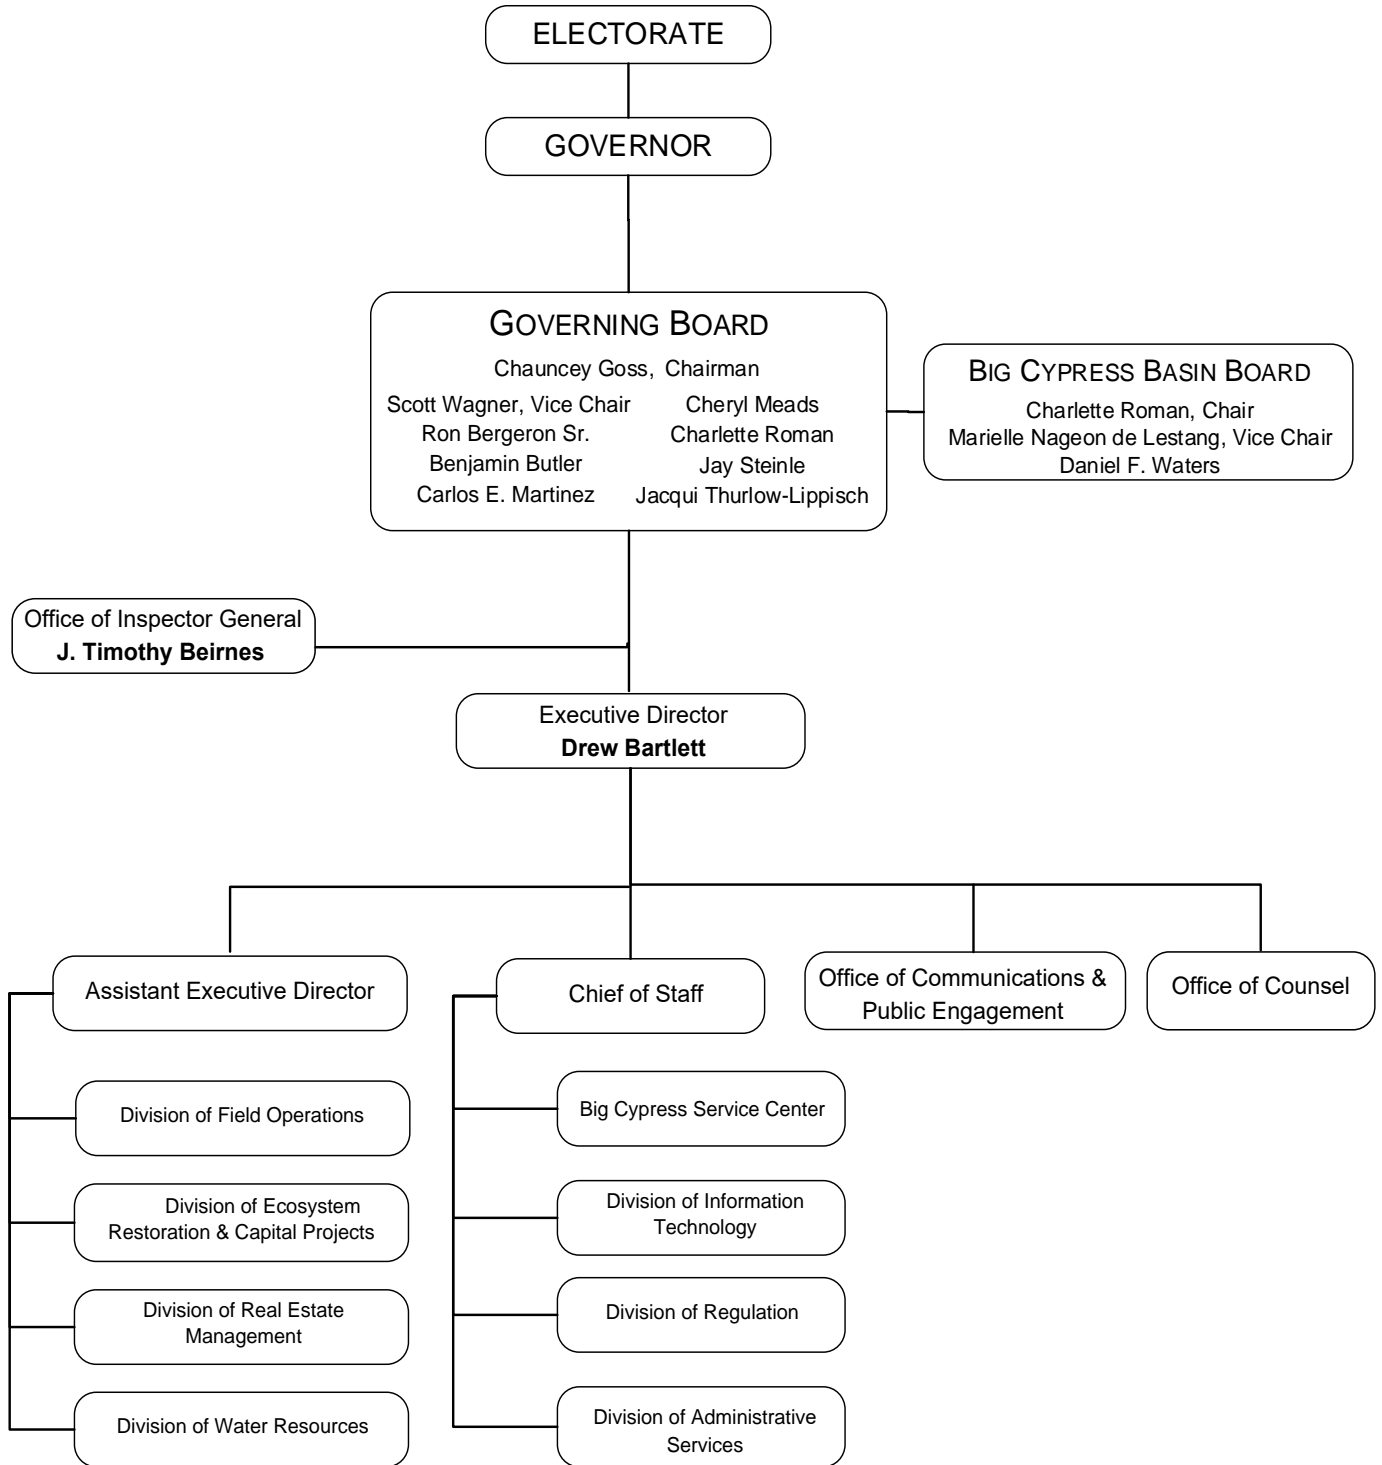 ELECTORATE
GOVERNOR
GOVERNING BOARD
Chauncey Goss, Chairman
Scott Wagner, Vice Chair
Ron Bergeron Sr.
Benjamin Butler
Carlos E. Martinez
Cheryl Meads
Charlette Roman
Jay Steinle
Jacqui Thurlow-Lippisch
BIG CYPRESS BASIN BOARD
Charlette Roman, Chair
Marielle Nageon de Lestang, Vice Chair
Daniel F. Waters
Office of Inspector General
J. Timothy Beirnes
Executive Director
Drew Bartlett
Assistant Executive Director
Division of Field Operations
Division of Ecosystem
Restoration & Capital Projects
Division of Real Estate
Management
Division of Water Resources
Chief of Staff
Big Cypress Service Center
Division of Information
Technology
Division of Regulation
Division of Administrative
Services
Office of Communications &
Public Engagement
Office of Counsel